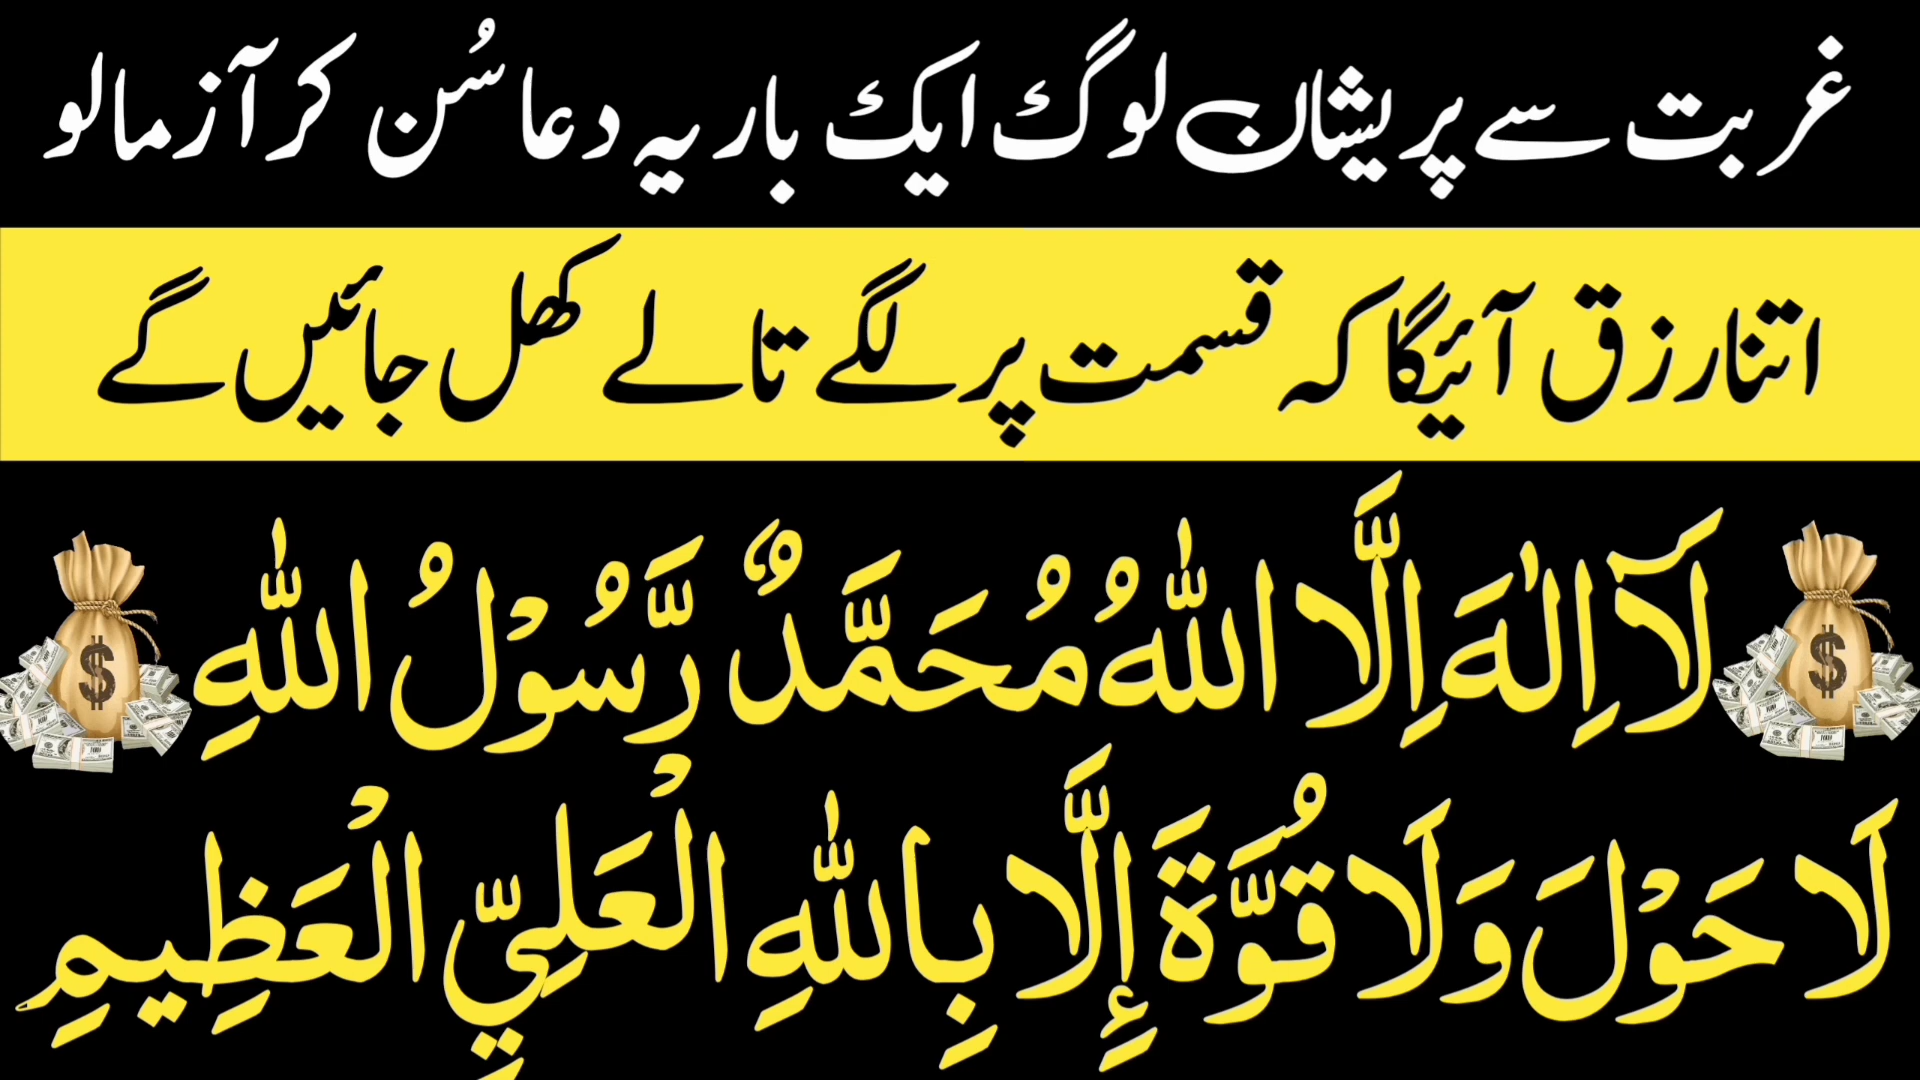 غربت سے پریشان لوگ ایک بار یہ دعا سُن کر آزمالو
اتنا رزق آئیگا کہ قسمت پر لگے تالے کھل جائیں گے
لَآ اِلٰهَ اِلَّا اللّٰهُ مُحَمَّدٌ رَّسُوْلُ اللّٰهِ
لَا حَوْلَ وَلَا قُوَّةَ إِلَّا بِاللّٰهِ الْعَلِيِّ الْعَظِيمِ